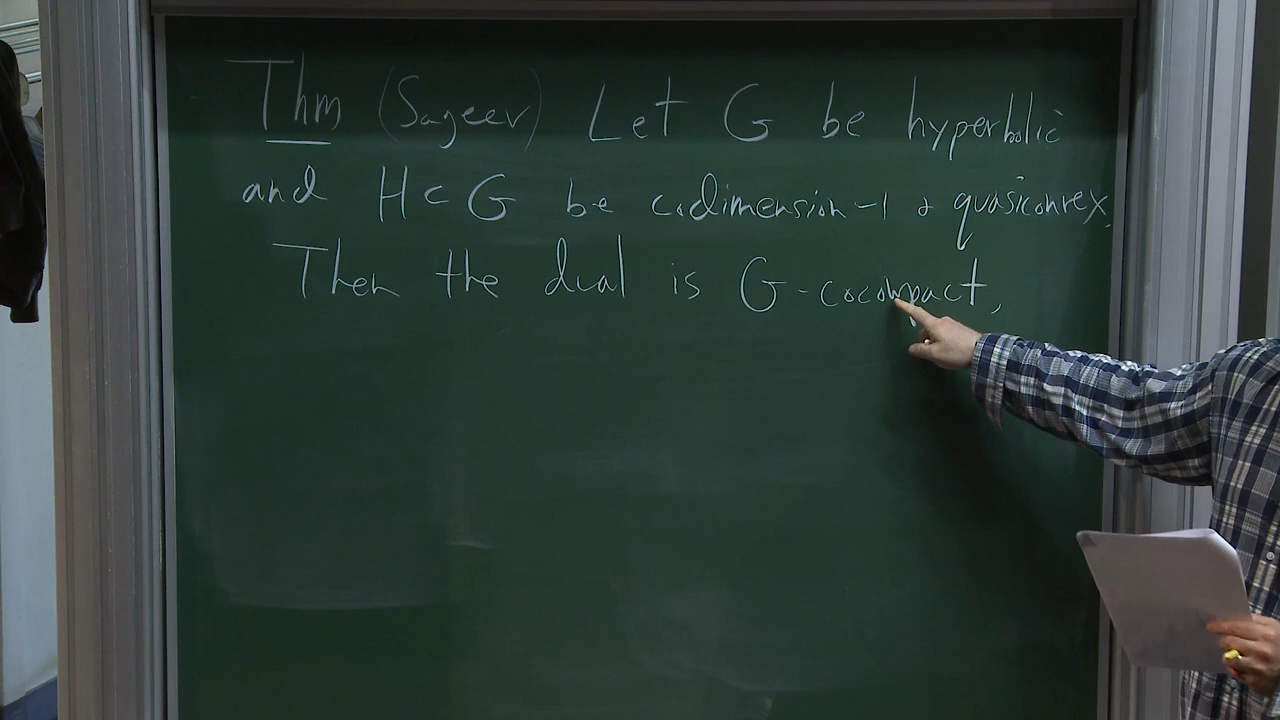 Thm (Sageev) Let G be hyperbolic
and H ⊂ G be codimension-1 & quasiconvex.
Then the dual is G-cocompact,